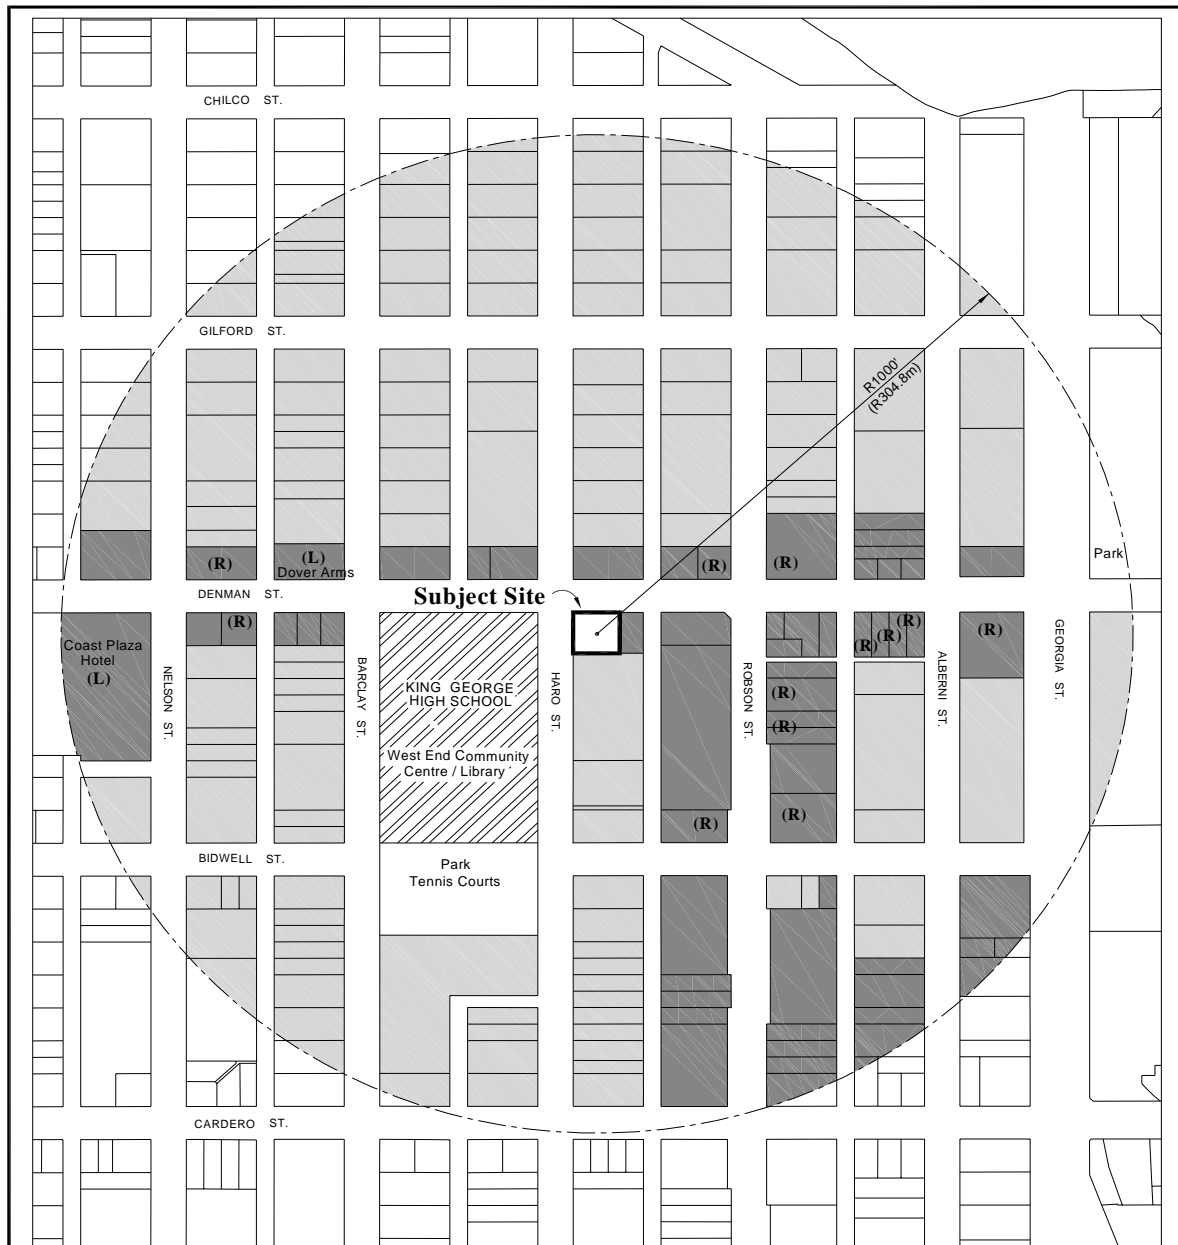 CHILCO ST.
GILFORD ST.
R1000'
(R304.8m)
(R)
(L)
Dover Arms
(R)
(R)
Park
DENMAN ST.
Subject Site
(R)
(R)
(R)
(R)
(R)
GEORGIA ST.
Coast Plaza
Hotel
(L)
NELSON ST.
BARCLAY ST.
KING GEORGE
HIGH SCHOOL
HARO ST.
ROBSON ST.
ALBERNI ST.
(R)
(R)
West End Community
Centre / Library
(R)
(R)
BIDWELL ST.
Park
Tennis Courts
CARDERO ST.